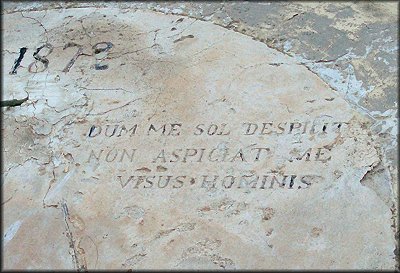 1872
DUM ME SOL DESPICIT
NON ASPICIAT ME
VISUS·HOMINIS